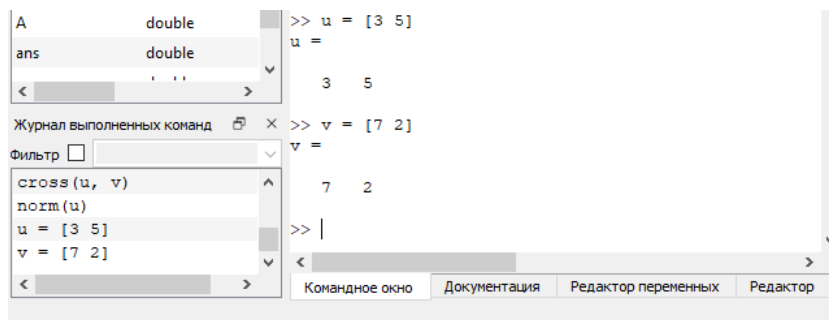 A double
ans double
Журнал выполненных команд
Фильтр
cross(u, v)
norm(u)
u = [3 5]
v = [7 2]
>> u = [3 5]
u =
3 5
>> v = [7 2]
v =
7 2
>>
Командное окно Документация Редактор переменных Редактор